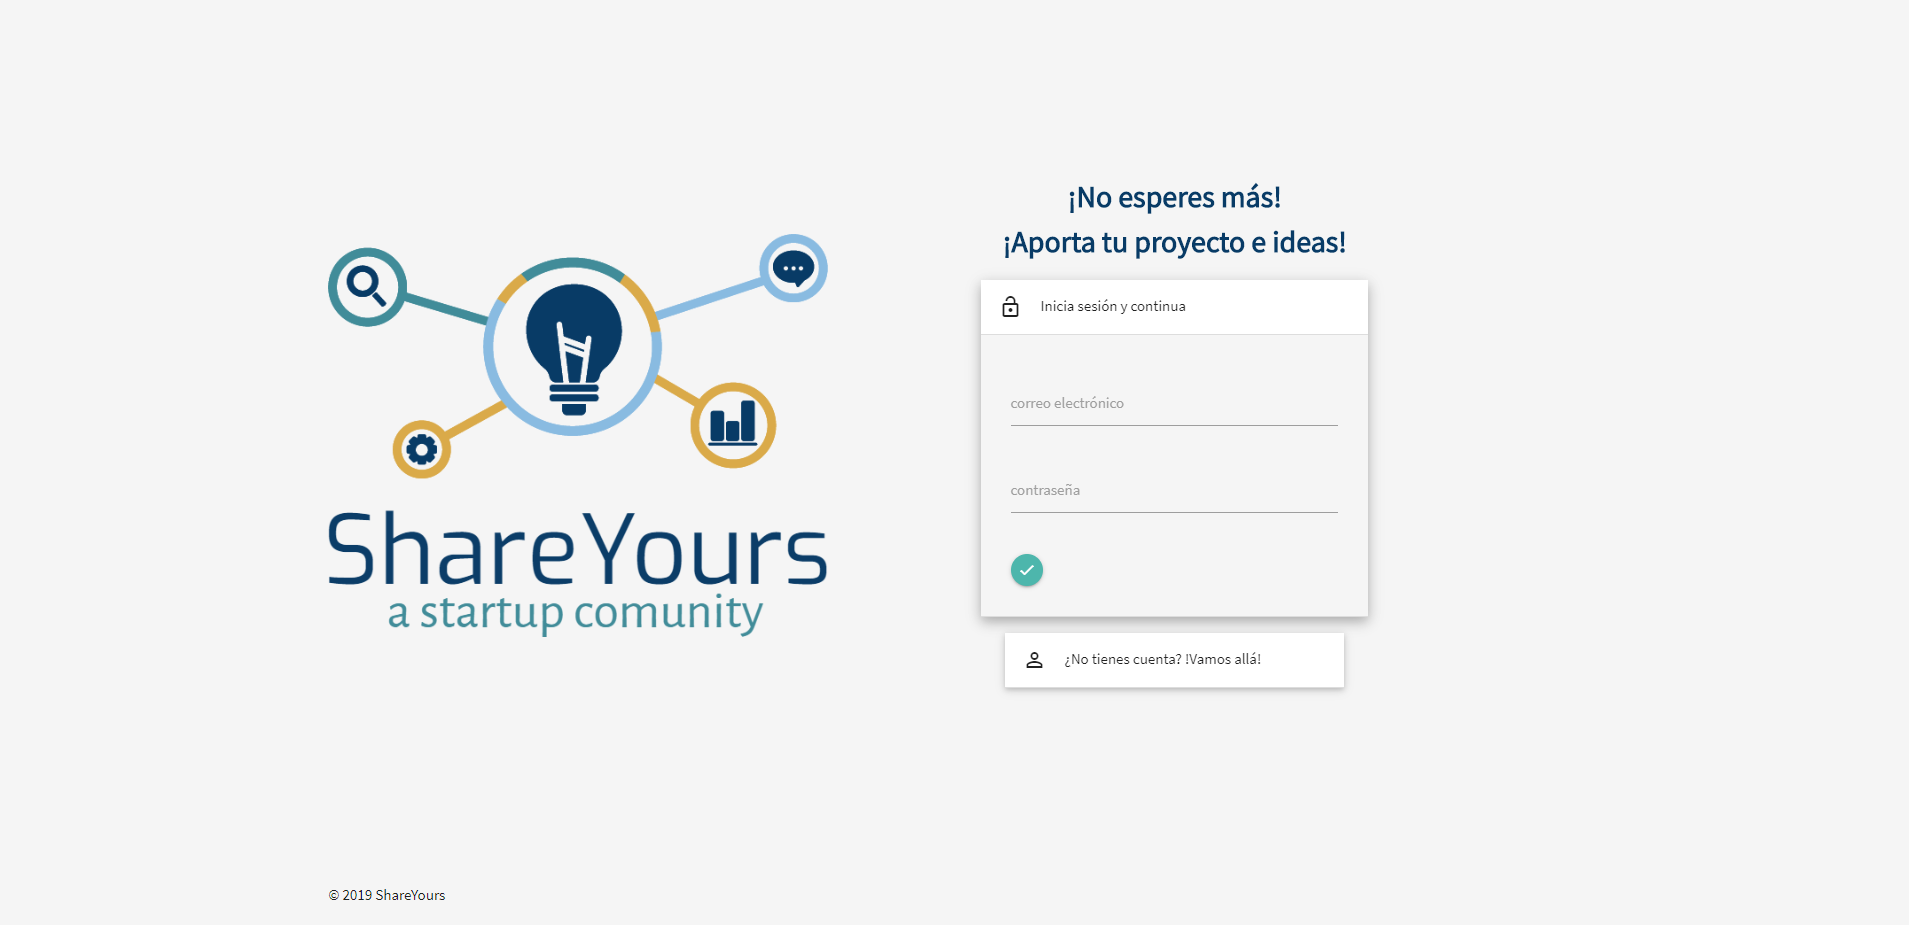 ShareYours
a startup comunity
¡No esperes más!
¡Aporta tu proyecto e ideas!
Inicia sesión y continua
correo electrónico
contraseña
¿No tienes cuenta? !Vamos allá!
© 2019 ShareYours